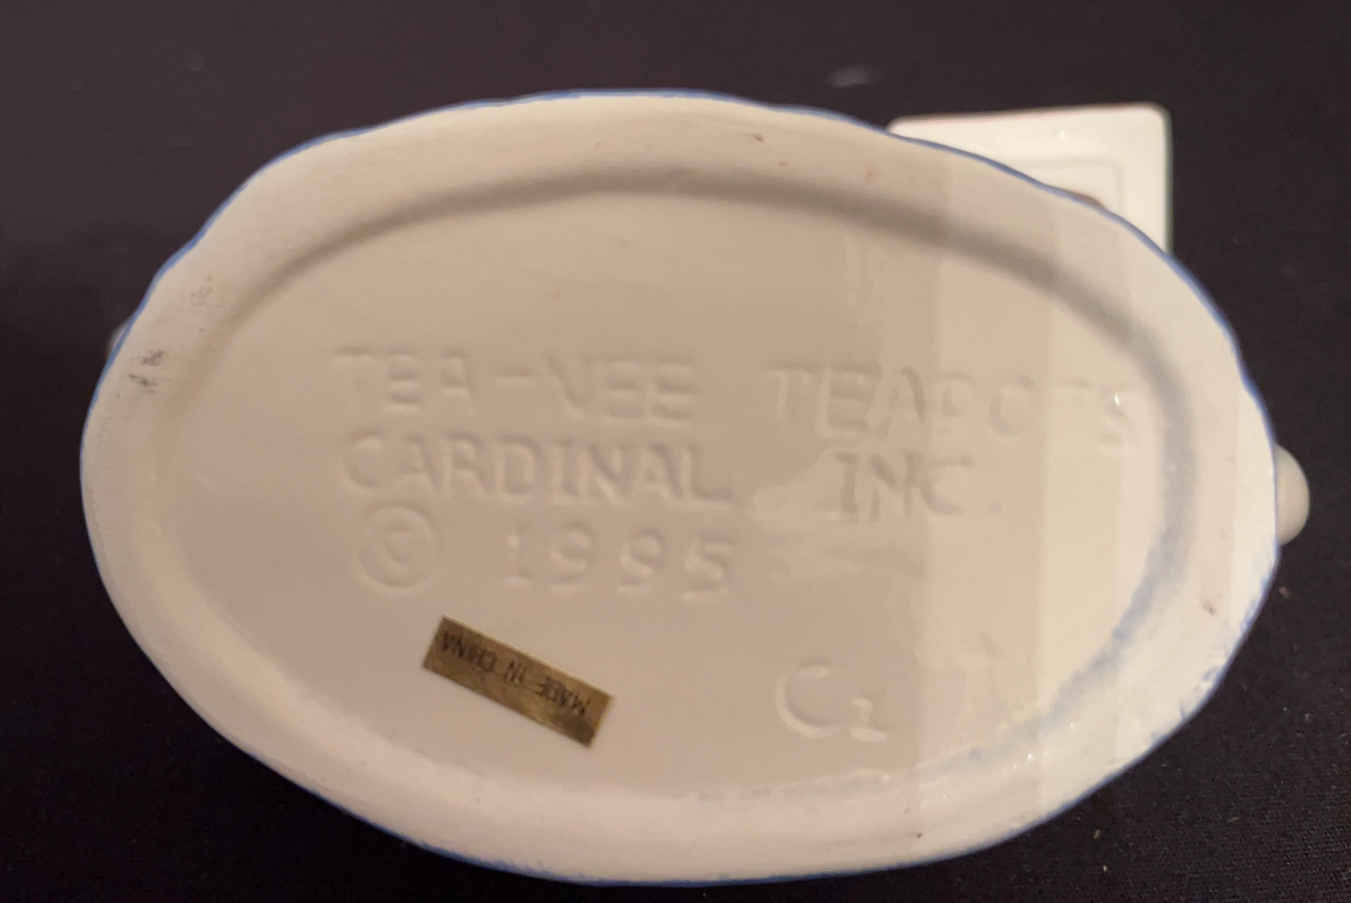 TEA-VEE TEAPOTS
CARDINAL INC.
© 1995
MADE IN CHINA